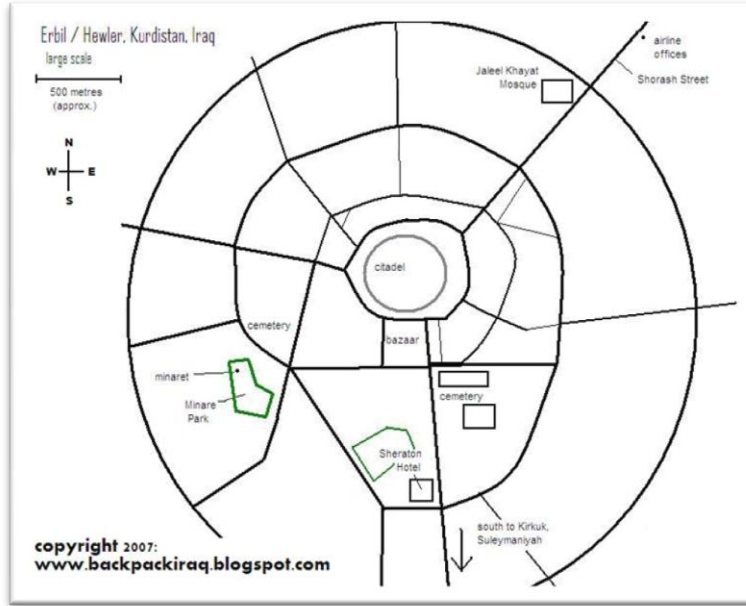 Erbil / Hewler, Kurdistan, Iraq
large scale
500 metres
(approx.)
N
W E
S
airline
offices
Jaleel Khayat
Mosque
Shorash Street
citadel
cemetery
bazaar
minaret
Minare
Park
cemetery
Sheraton
Hotel
south to Kirkuk,
Suleymaniyah
copyright 2007:
www.backpackiraq.blogspot.com